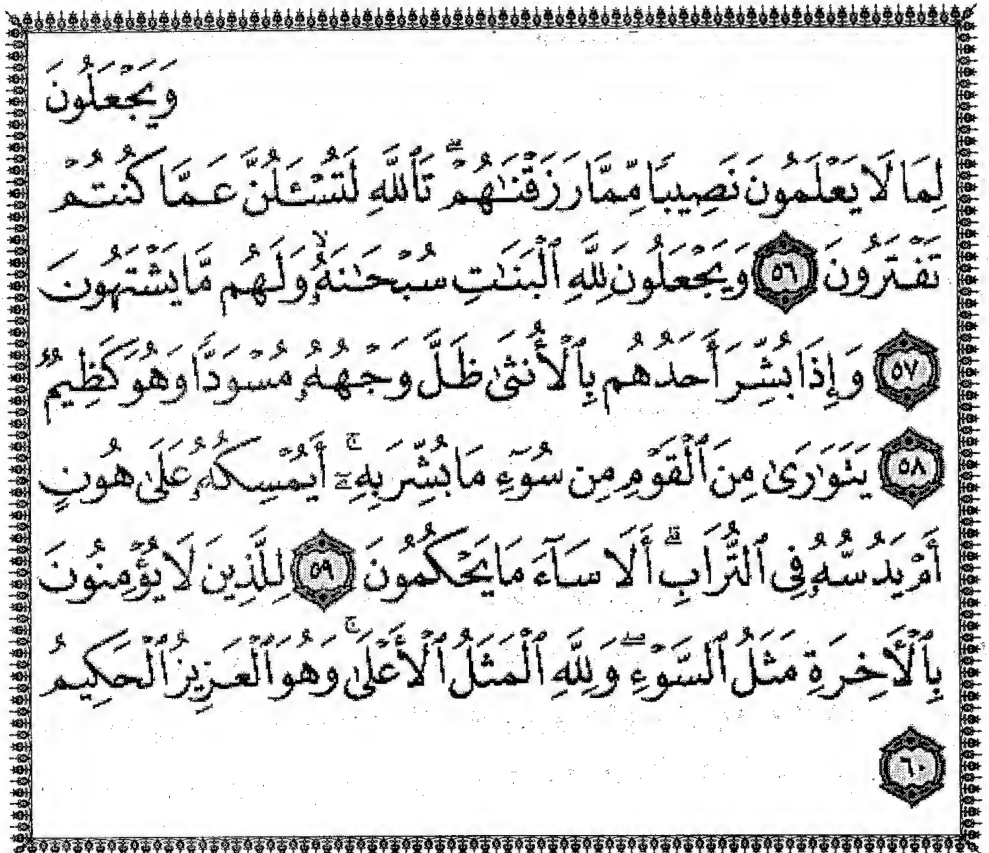 وَيَجْعَلُونَ
لِمَا لَا يَعْلَمُونَ نَصِيبًا مِّمَّا رَزَقْنَٰهُمْ ۗ تَٱللَّهِ لَتُسْـَٔلُنَّ عَمَّا كُنتُمْ
تَفْتَرُونَ ٥٦ وَيَجْعَلُونَ لِلَّهِ ٱلْبَنَٰتِ سُبْحَٰنَهُۥ ۙ وَلَهُم مَّا يَشْتَهُونَ
٥٧ وَإِذَا بُشِّرَ أَحَدُهُم بِٱلْأُنثَىٰ ظَلَّ وَجْهُهُۥ مُسْوَدًّا وَهُوَ كَظِيمٌ
٥٨ يَتَوَٰرَىٰ مِنَ ٱلْقَوْمِ مِن سُوٓءِ مَا بُشِّرَ بِهِۦٓ ۚ أَيُمْسِكُهُۥ عَلَىٰ هُونٍ
أَمْ يَدُسُّهُۥ فِى ٱلتُّرَابِ ۗ أَلَا سَآءَ مَا يَحْكُمُونَ ٥٩ لِلَّذِينَ لَا يُؤْمِنُونَ
بِٱلْأَخِرَةِ مَثَلُ ٱلسَّوْءِ ۖ وَلِلَّهِ ٱلْمَثَلُ ٱلْأَعْلَىٰ ۚ وَهُوَ ٱلْعَزِيزُ ٱلْحَكِيمُ
٦٠